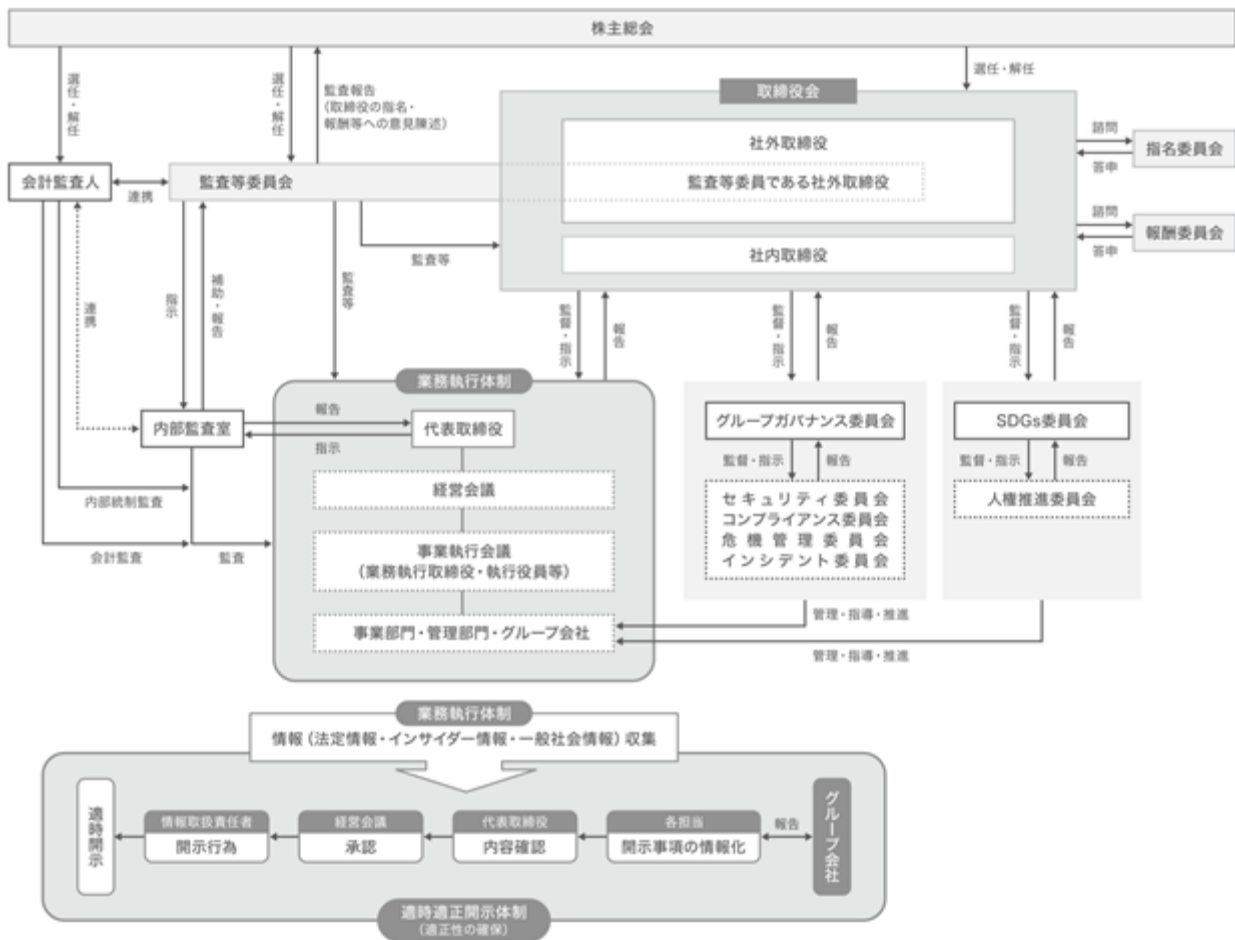 株主総会
選任・解任
選任・解任
監査報告
(取締役の指名・
報酬等への意見陳述)
選任・解任
取締役会
社外取締役
監査等委員である社外取締役
社内取締役
諮問
答申
指名委員会
諮問
答申
報酬委員会
会計監査人
連携
監査等委員会
監査等
連携
指示
補助・報告
監査等
監督・指示
報告
監督・指示
報告
監督・指示
報告
業務執行体制
内部監査室
報告
指示
代表取締役
経営会議
事業執行会議
(業務執行取締役・執行役員等)
事業部門・管理部門・グループ会社
内部統制監査
会計監査
監査
グループガバナンス委員会
監督・指示
報告
セキュリティ委員会
コンプライアンス委員会
危機管理委員会
インシデント委員会
SDGs委員会
監督・指示
報告
人権推進委員会
管理・指導・推進
管理・指導・推進
業務執行体制
情報(法定情報・インサイダー情報・一般社会情報)収集
適時開示
情報取扱責任者
開示行為
経営会議
承認
代表取締役
内容確認
各担当
開示事項の情報化
報告
グループ会社
適時適正開示体制
(適正性の確保)